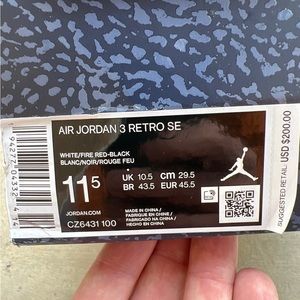 AIR JORDAN 3 RETRO SE
WHITE/FIRE RED-BLACK
BLANC/NOIR/ROUGE FEU
11.5
UK 10.5 CM 29.5
BR 43.5 EUR 45.5
JORDAN.COM
CZ6431 100
MADE IN CHINA /
FABRIQUE EN CHINE /
FABRICADO NA CHINA /
HECHO EN CHINA
SUGGESTED RETAIL USD $200.00